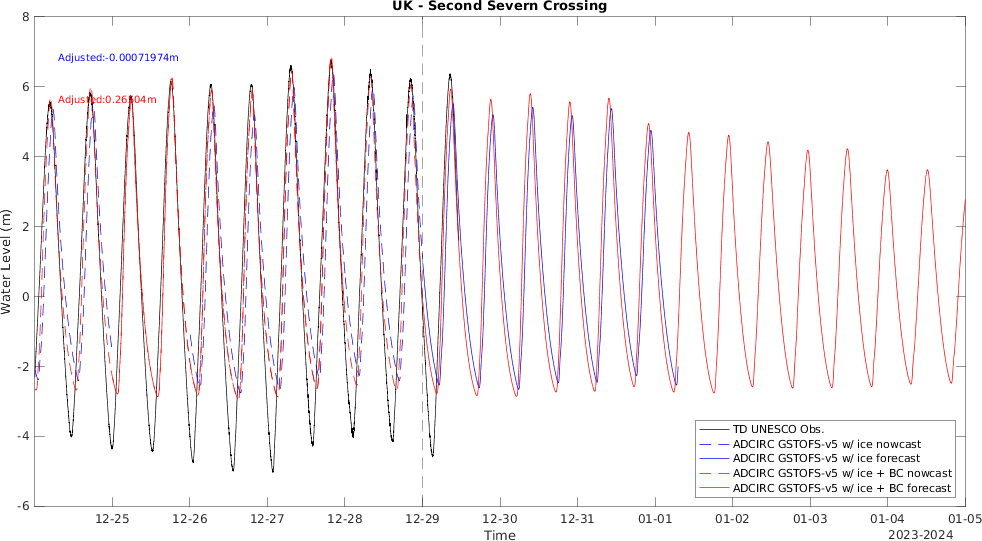 UK - Second Severn Crossing
8
6
4
2
0
-2
-4
-6
Water Level (m)
Adjusted:-0.00071974m
Adjusted:0.26504m
TD UNESCO Obs.
ADCIRC GSTOFS-v5 w/ ice nowcast
ADCIRC GSTOFS-v5 w/ ice forecast
ADCIRC GSTOFS-v5 w/ ice + BC nowcast
ADCIRC GSTOFS-v5 w/ ice + BC forecast
12-25 12-26 12-27 12-28 12-29 12-30 12-31 01-01 01-02 01-03 01-04 01-05
Time
2023-2024